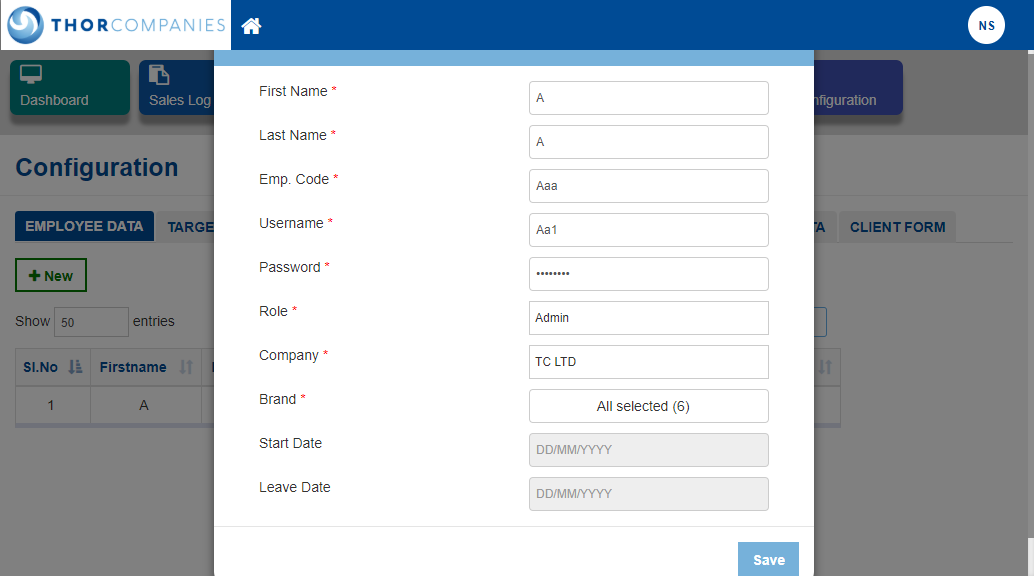 THORCOMPANIES
NS
Dashboard
Sales Log
nfiguration
Configuration
EMPLOYEE DATA
TARGE
TA
CLIENT FORM
New
Show 50 entries
Sl.No
Firstname
1
A
First Name *
A
Last Name *
A
Emp. Code *
Aaa
Username *
Aa1
Password *
••••••••
Role *
Admin
Company *
TC LTD
Brand *
All selected (6)
Start Date
DD/MM/YYYY
Leave Date
DD/MM/YYYY
Save